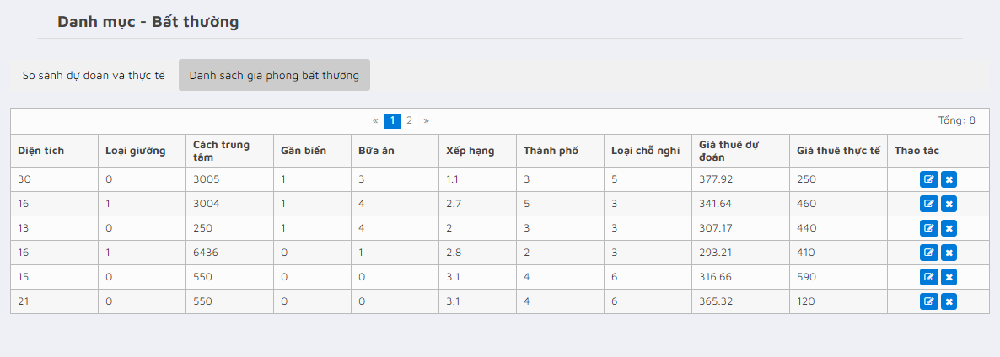 Danh mục - Bất thường
So sánh dự đoán và thực tế Danh sách giá phòng bất thường
« 1 2 » Tổng: 8
Diện tích Loại giường Cách trung tâm Gần biển Bữa ăn Xếp hạng Thành phố Loại chỗ nghỉ Giá thuê dự đoán Giá thuê thực tế Thao tác
30 0 3005 1 3 1.1 3 5 377.92 250
16 1 3004 1 4 2.7 5 3 341.64 460
13 0 250 1 4 2 3 3 307.17 440
16 1 6436 0 1 2.8 2 3 293.21 410
15 0 550 0 0 3.1 4 6 316.66 590
21 0 550 0 0 3.1 4 6 365.32 120